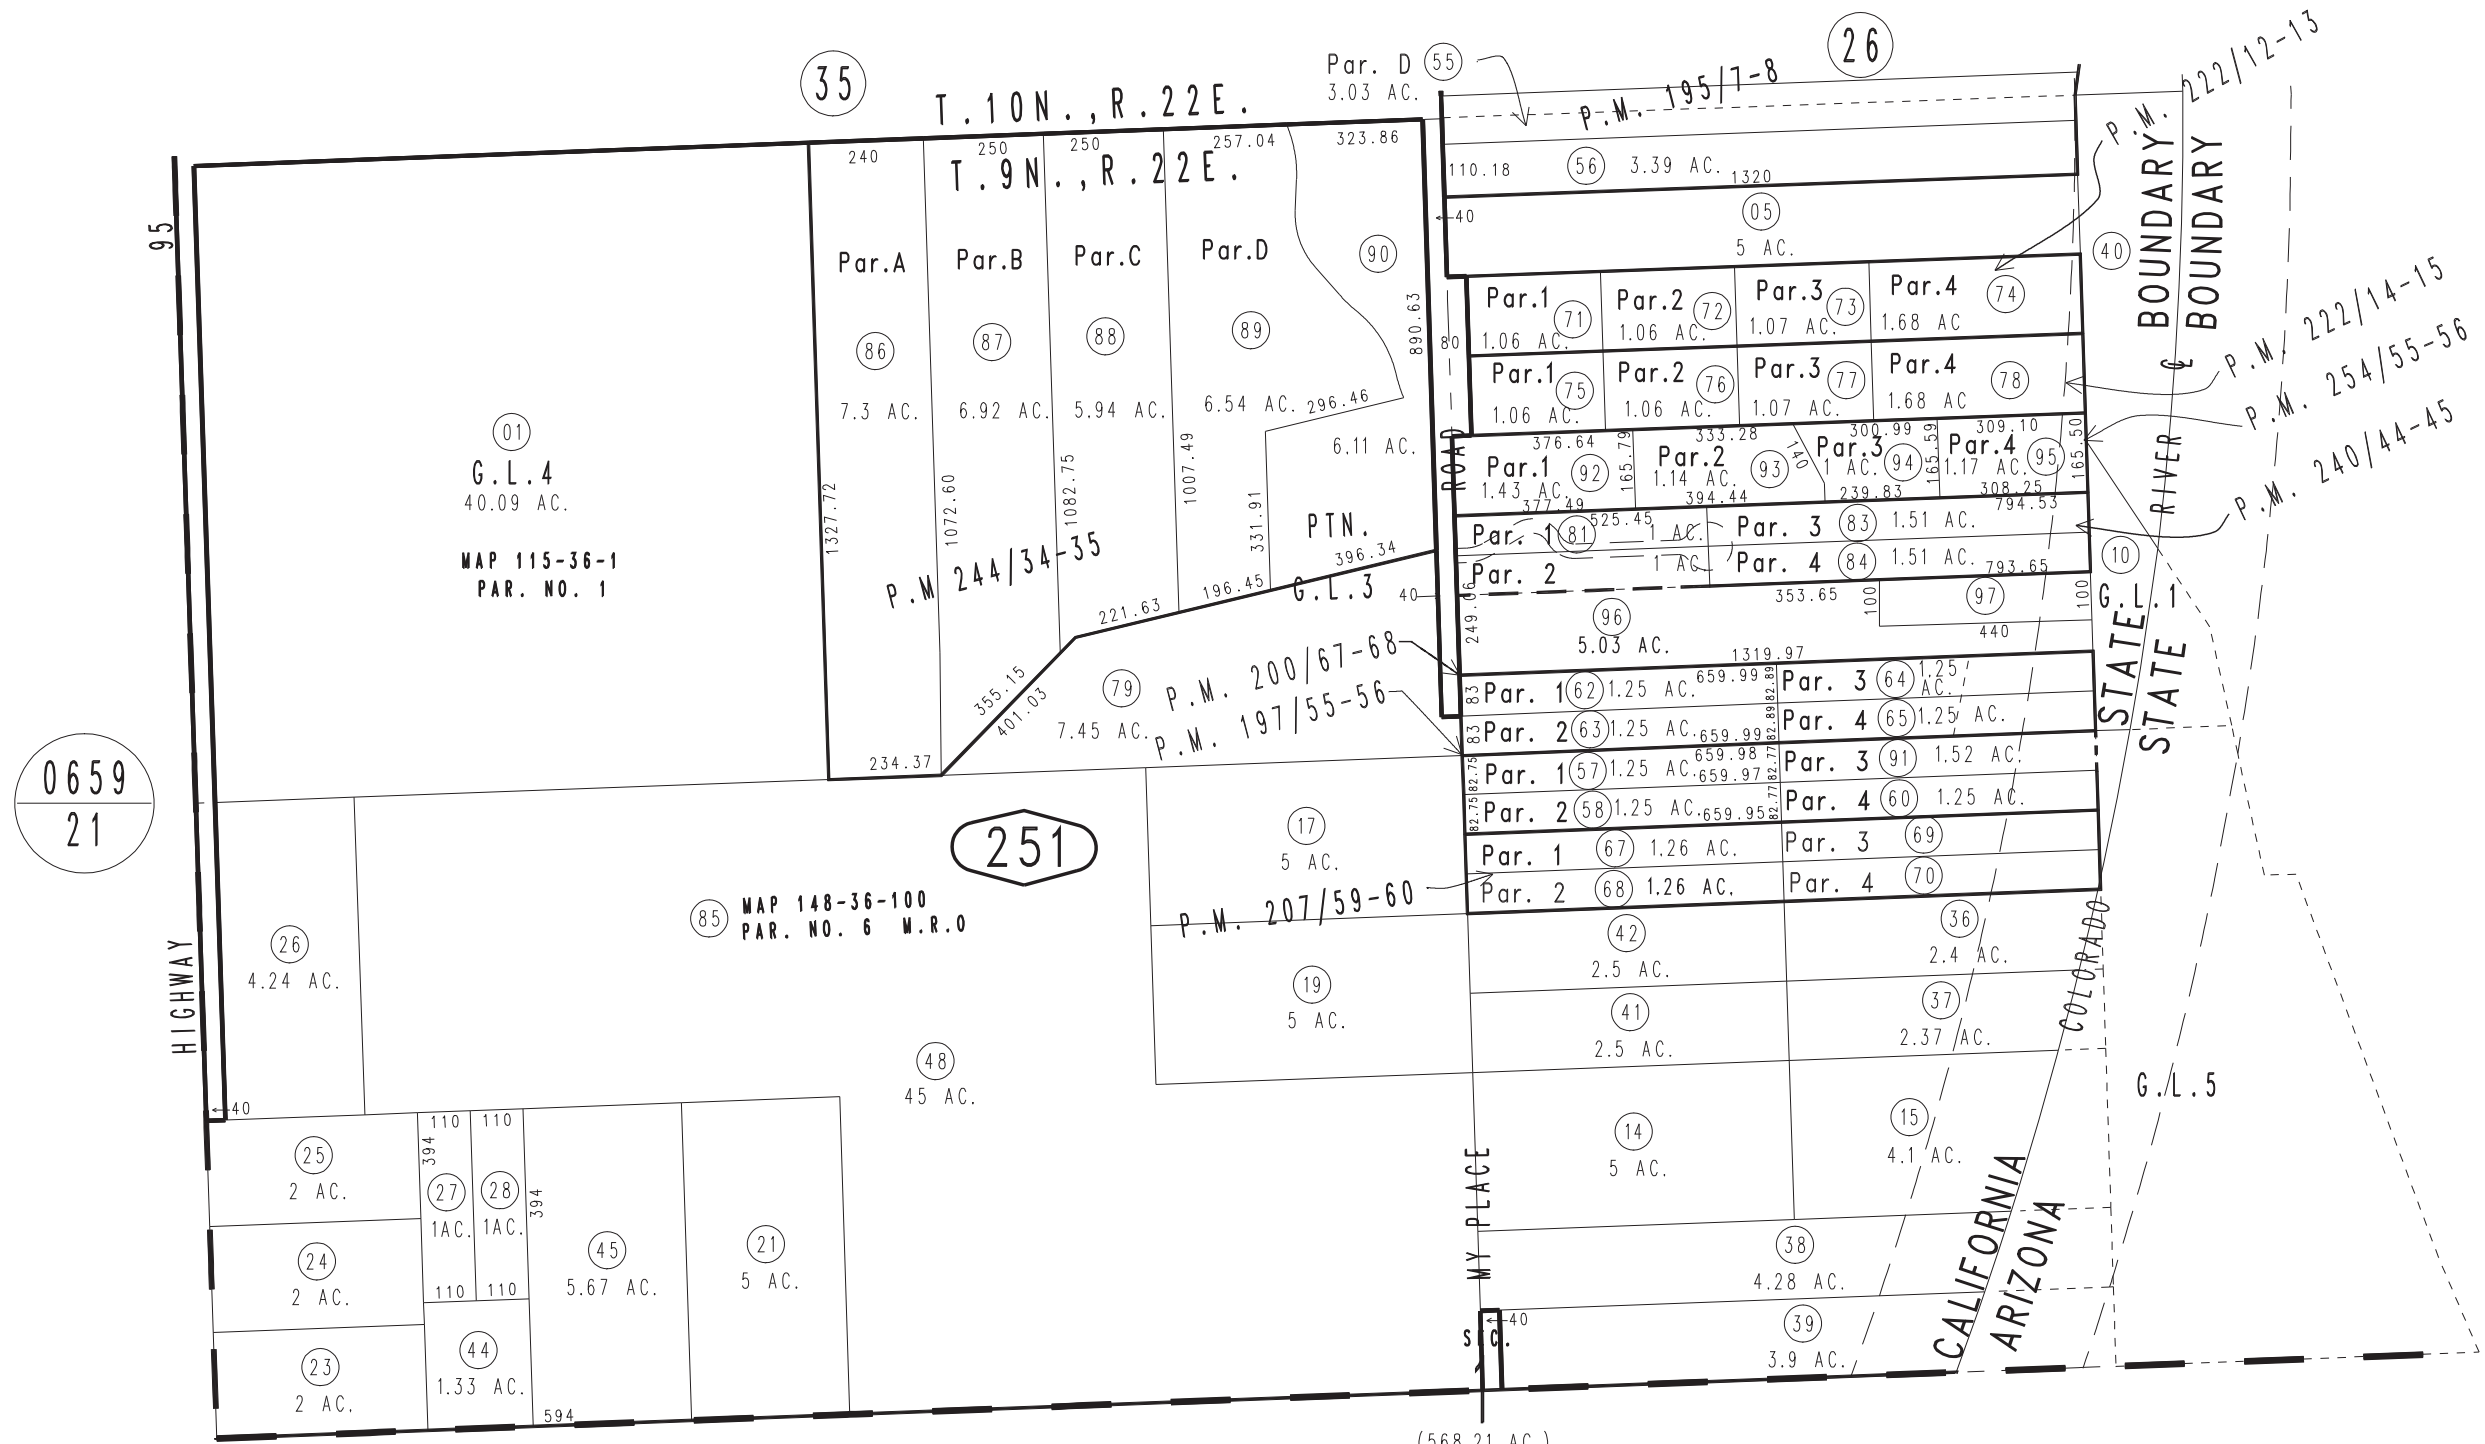 35
26
T.10N.,R.22E.
T.9N.,R.22E.
Par. D 55
3.03 AC.
P.M. 195/7-8
P.M. 222/12-13
95
240
250
250
257.04
323.86
110.18
56 3.39 AC.
1320
40
05
5 AC.
40
BOUNDARY
BOUNDARY
Par.A
Par.B
Par.C
Par.D
90
86
87
88
89
7.3 AC.
6.92 AC.
5.94 AC.
6.54 AC.
296.46
6.11 AC.
890.63
80
Par.1 71
1.06 AC.
Par.2 72
1.06 AC.
Par.3 73
1.07 AC.
Par.4 74
1.68 AC
Par.1 75
1.06 AC.
Par.2 76
1.06 AC.
Par.3 77
1.07 AC.
Par.4 78
1.68 AC
P.M. 222/14-15
P.M. 254/55-56
P.M. 240/44-45
℄
RIVER
ROAD
376.64
Par.1 92
1.43 AC.
377.49
165.79
333.28
Par.2 93
1.14 AC.
394.44
140
300.99
Par.3 94
1 AC.
239.83
165.59
309.10
Par.4 95
1.17 AC.
308.25
165.50
01
G.L.4
40.09 AC.
MAP 115-36-1
PAR. NO. 1
1327.72
1072.60
1082.75
1007.49
331.91
PTN.
396.34
G.L.3
P.M 244/34-35
221.63
196.45
355.15
401.03
234.37
79
7.45 AC.
Par. 1 81 525.45 1 AC.
Par. 2 1 AC.
Par. 3 83 1.51 AC. 794.53
Par. 4 84 1.51 AC. 793.65
10
G.L.1
40
249.06
96
5.03 AC.
353.65
100
97
100
440
1319.97
STATE
STATE
P.M. 200/67-68
P.M. 197/55-56
83 Par. 1 62 1.25 AC. 659.99 82.89
Par. 3 64 1.25 AC.
83 Par. 2 63 1.25 AC. 659.99 82.89
Par. 4 65 1.25 AC.
82.75 Par. 1 57 1.25 AC. 659.98 659.97 82.77
Par. 3 91 1.52 AC.
82.75 Par. 2 58 1.25 AC. 659.95 82.77
Par. 4 60 1.25 AC.
Par. 1 67 1.26 AC.
Par. 3 69
Par. 2 68 1.26 AC.
Par. 4 70
P.M. 207/59-60
0659
21
251
17
5 AC.
85 MAP 148-36-100
PAR. NO. 6 M.R.O
26
4.24 AC.
HIGHWAY
19
5 AC.
42
2.5 AC.
36
2.4 AC.
COLORADO
41
2.5 AC.
37
2.37 AC.
48
45 AC.
G.L.5
40
25
2 AC.
24
2 AC.
23
2 AC.
110
110
394
27
1AC.
28
1AC.
394
110
110
44
1.33 AC.
45
5.67 AC.
21
5 AC.
594
MY PLACE
14
5 AC.
15
4.1 AC.
38
4.28 AC.
39
3.9 AC.
40
SEC.
CALIFORNIA
ARIZONA
(568.21 AC.)